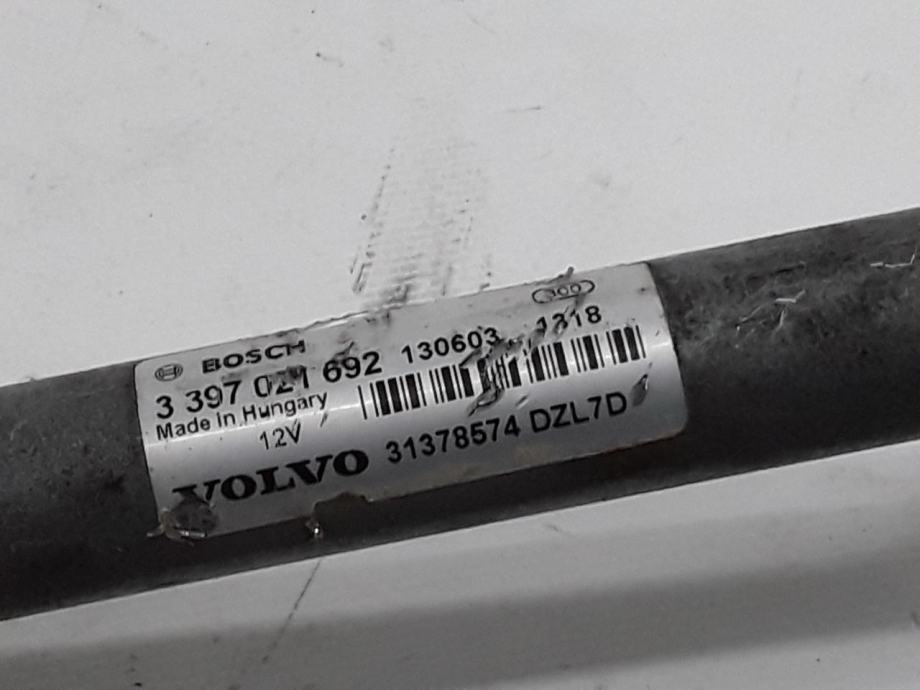 BOSCH
300
3 397 021 692 130603 1318
Made in Hungary
12V
VOLVO 31378574 DZL7D